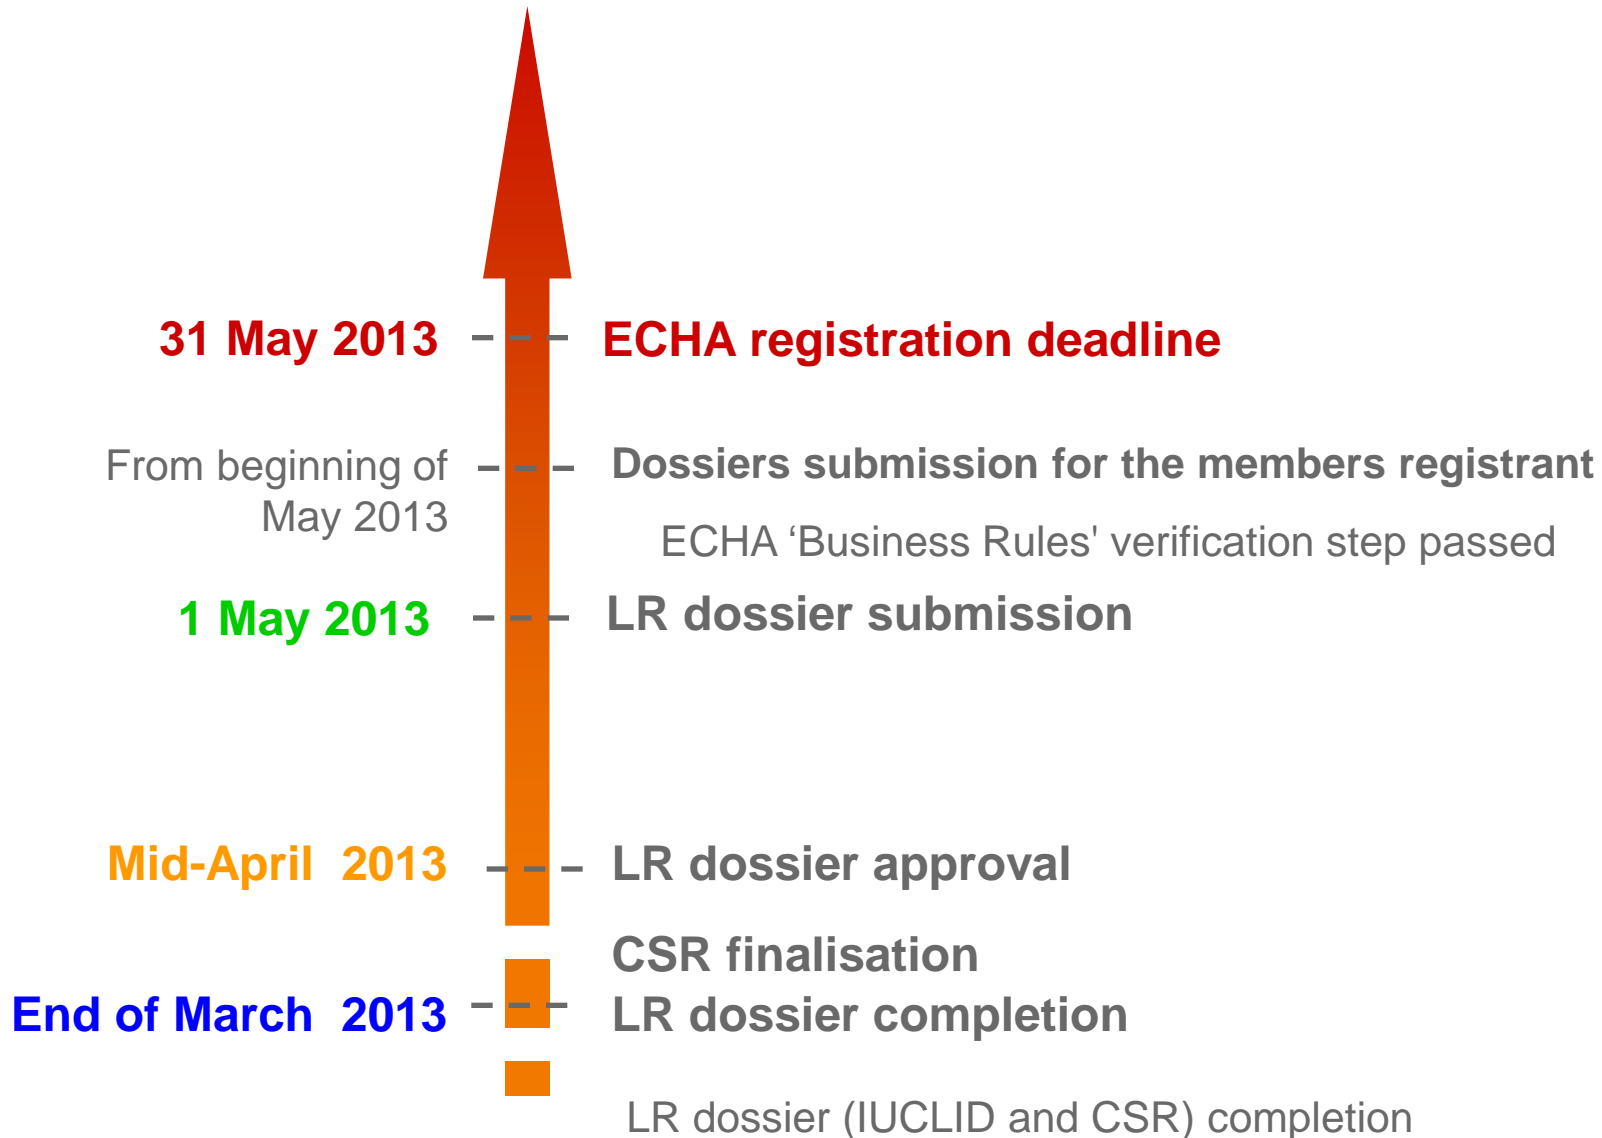 31 May 2013 ECHA registration deadline
From beginning of
May 2013
Dossiers submission for the members registrant
ECHA ‘Business Rules' verification step passed
1 May 2013 LR dossier submission
Mid-April 2013 LR dossier approval
CSR finalisation
End of March 2013 LR dossier completion
LR dossier (IUCLID and CSR) completion